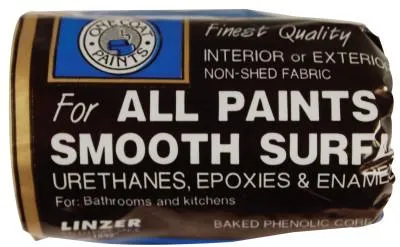 ONE COAT
PAINTS
Finest Quality
INTERIOR or EXTERIO
NON-SHED FABRIC
For ALL PAINTS
SMOOTH SURFA
URETHANES, EPOXIES & ENAME
For: Bathrooms and kitchens
LINZER
BAKED PHENOLIC CORE